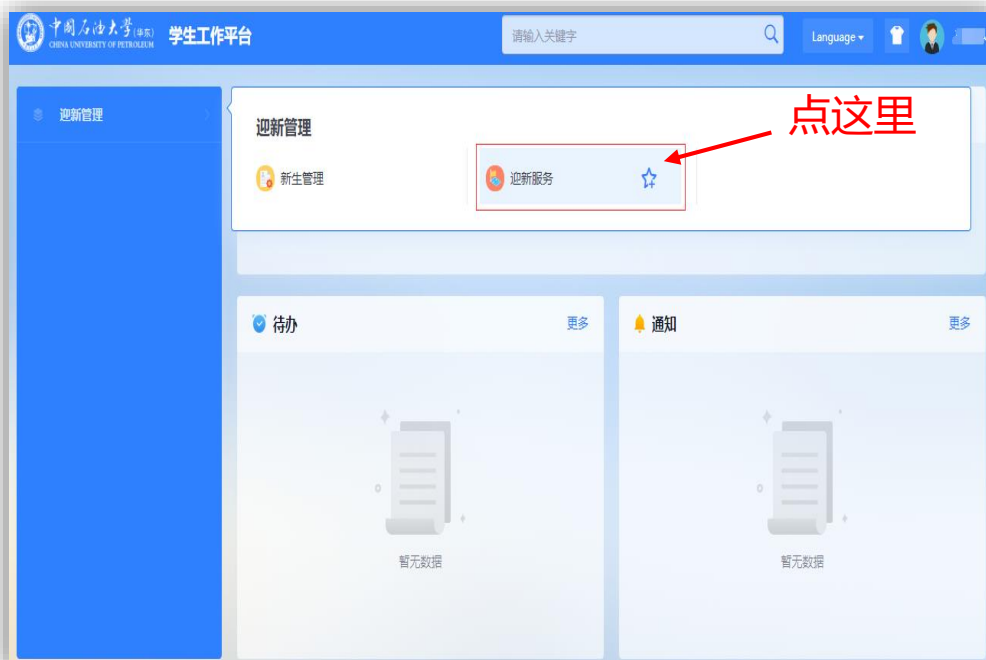 中国石油大学(华东) 学生工作平台
CHINA UNIVERSITY OF PETROLEUM
请输入关键字
Language
迎新管理
点这里
迎新管理
新生管理
迎新服务
待办
更多
通知
更多
暂无数据
暂无数据